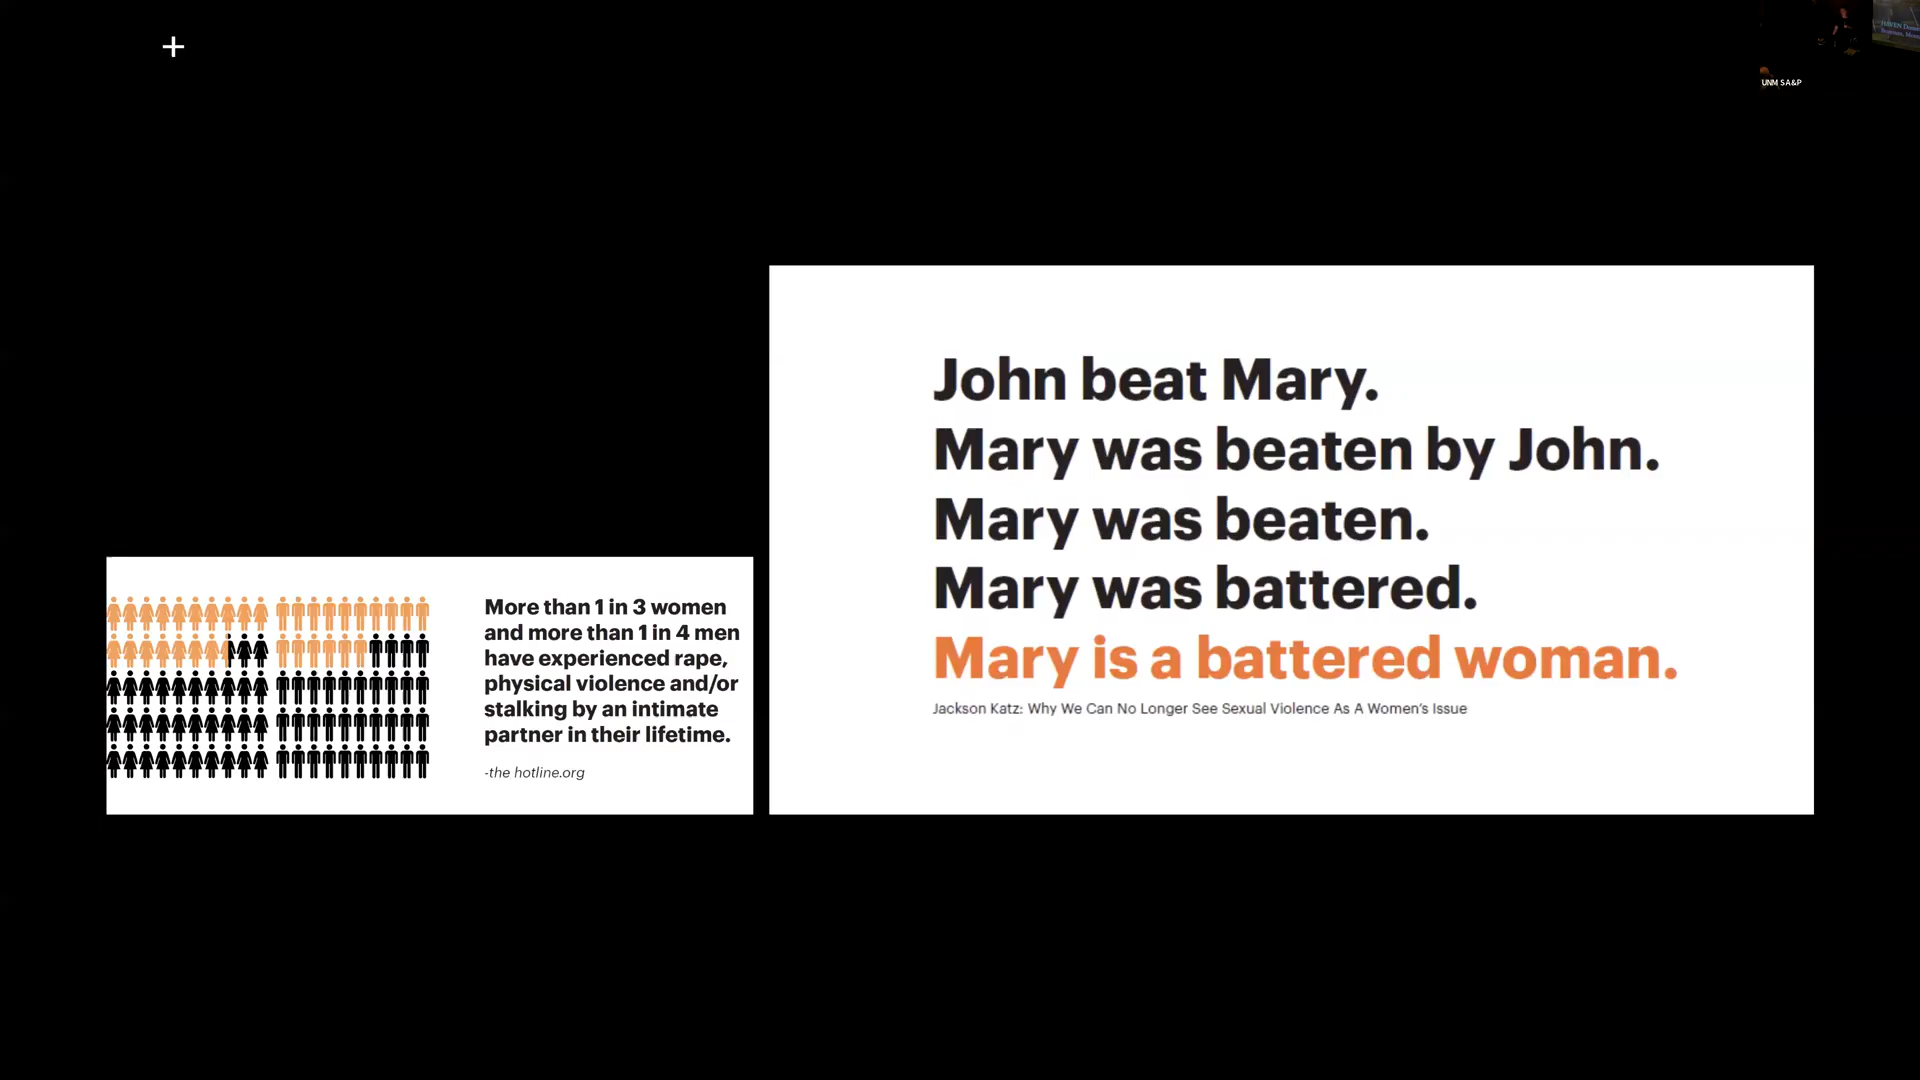 UNM SA&P
More than 1 in 3 women
and more than 1 in 4 men
have experienced rape,
physical violence and/or
stalking by an intimate
partner in their lifetime.
-the hotline.org
John beat Mary.
Mary was beaten by John.
Mary was beaten.
Mary was battered.
Mary is a battered woman.
Jackson Katz: Why We Can No Longer See Sexual Violence As A Women's Issue